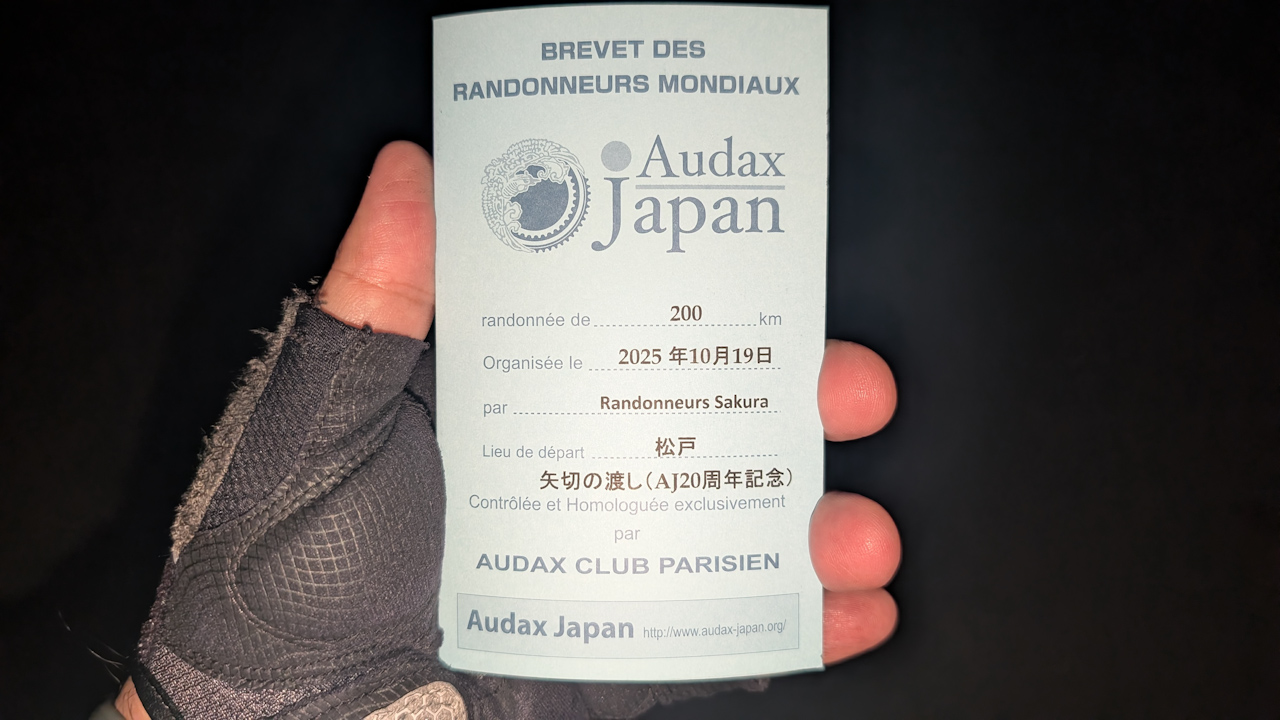 BREVET DES
RANDONNEURS MONDIAUX
Audax
Japan
randonnée de 200 km
Organisée le 2025 年10月19日
par Randonneurs Sakura
Lieu de départ 松戸
矢切の渡し（AJ20周年記念）
Contrôlée et Homologuée exclusivement
par
AUDAX CLUB PARISIEN
Audax Japan http://www.audax-japan.org/